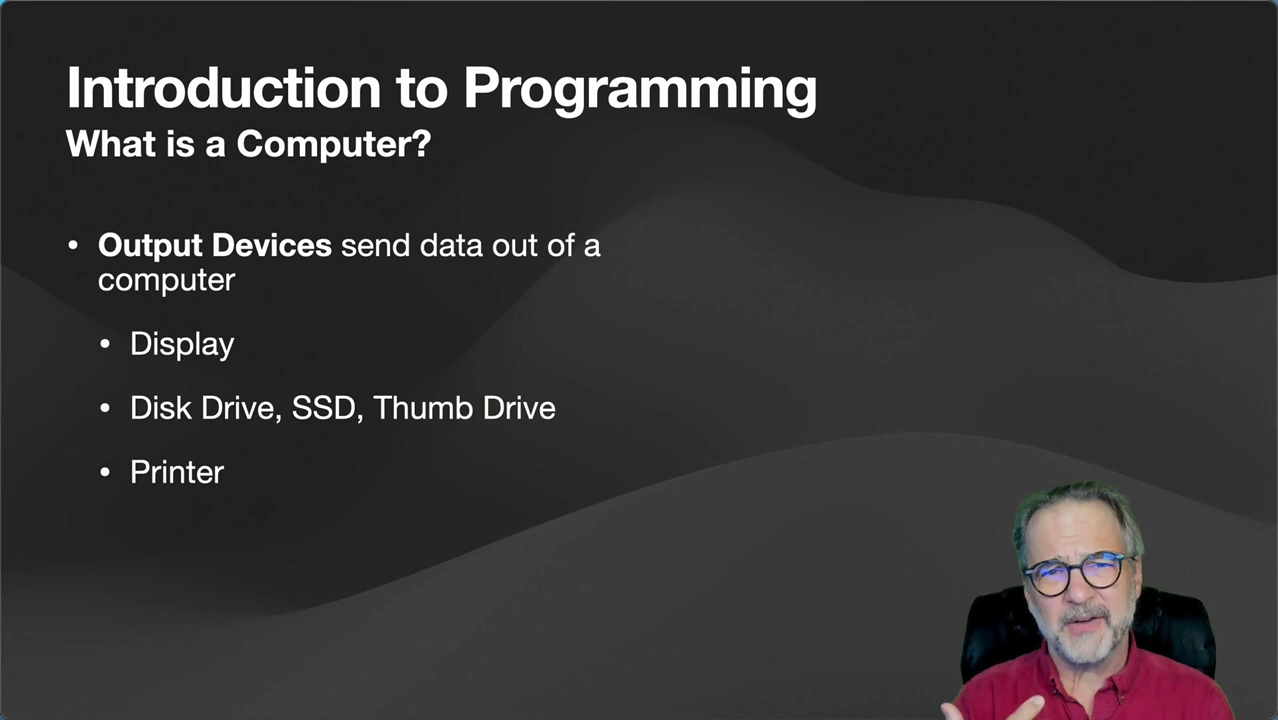 Introduction to Programming
What is a Computer?
• Output Devices send data out of a
computer
• Display
• Disk Drive, SSD, Thumb Drive
• Printer